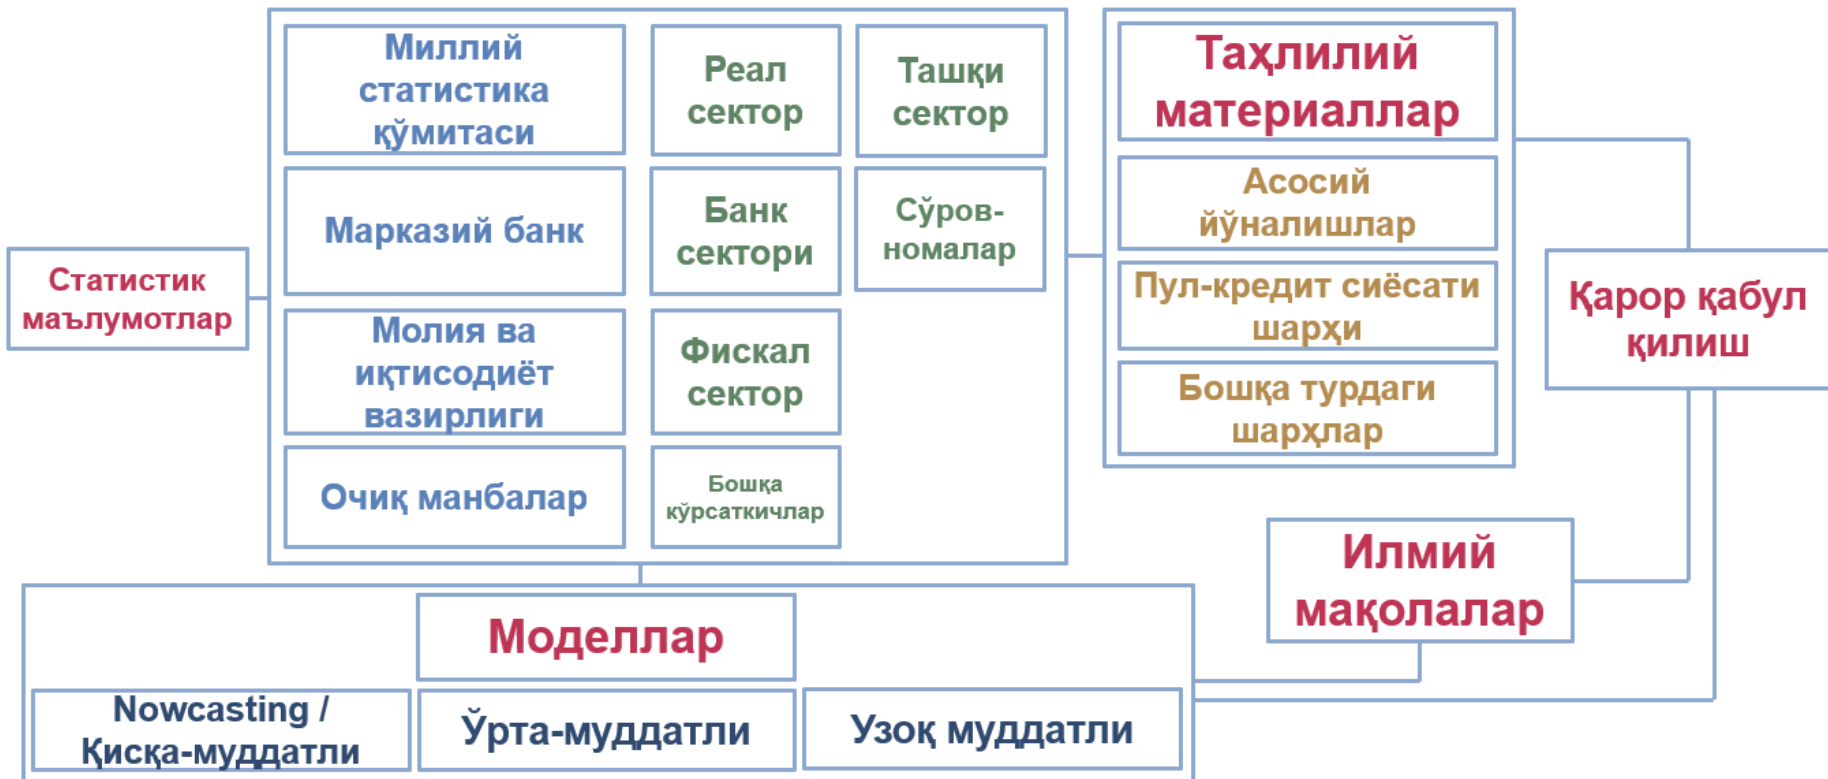 Статистик
маълумотлар
Миллий
статистика
қўмитаси
Марказий банк
Молия ва
иқтисодиёт
вазирлиги
Очиқ манбалар
Реал
сектор
Банк
сектори
Фискал
сектор
Бошқа
кўрсаткичлар
Ташқи
сектор
Сўров-
номалар
Таҳлилий
материаллар
Асосий
йўналишлар
Пул-кредит сиёсати
шарҳи
Бошқа турдаги
шарҳлар
Қарор қабул
қилиш
Илмий
мақолалар
Моделлар
Nowcasting /
Қисқа-муддатли
Ўрта-муддатли
Узоқ муддатли